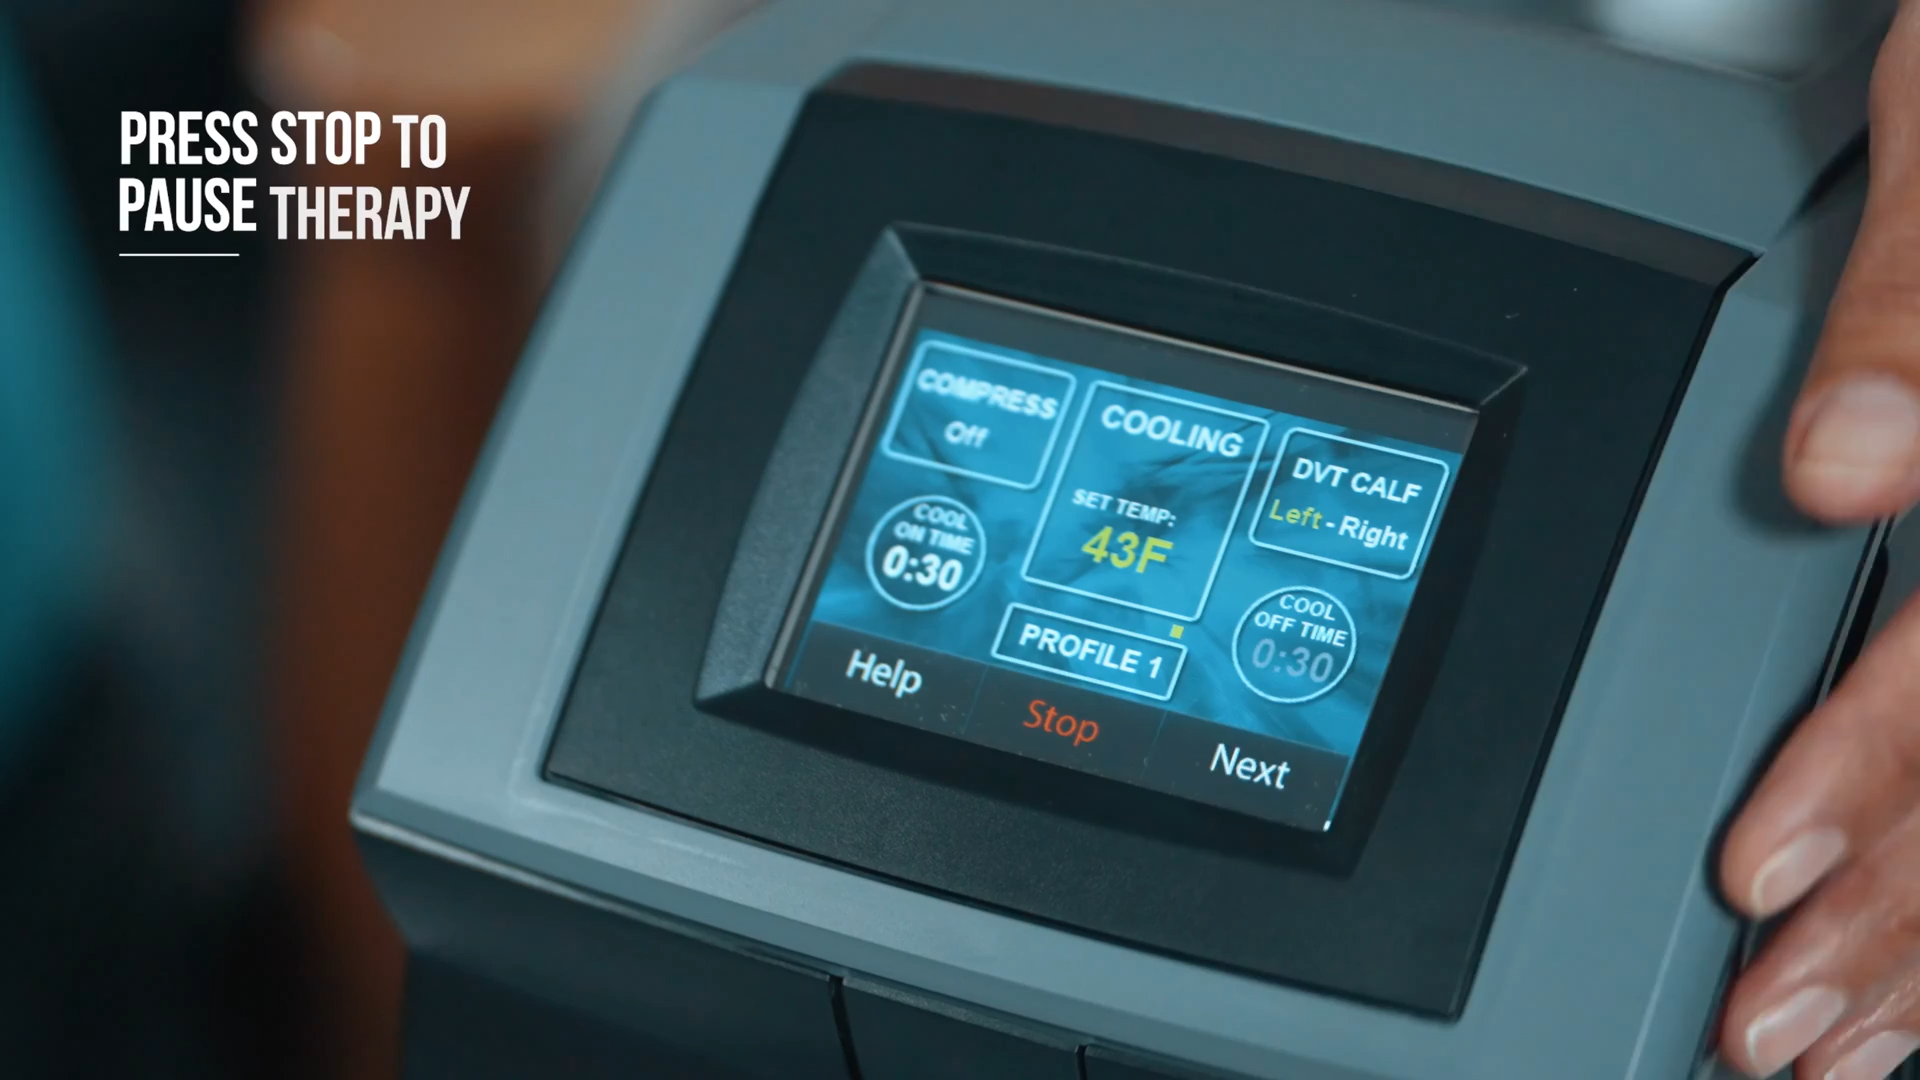 PRESS STOP TO
PAUSE THERAPY
COMPRESS
Off
COOLING
SET TEMP:
43F
DVT CALF
Left - Right
COOL
ON TIME
0:30
COOL
OFF TIME
0:30
PROFILE 1
Help
Stop
Next